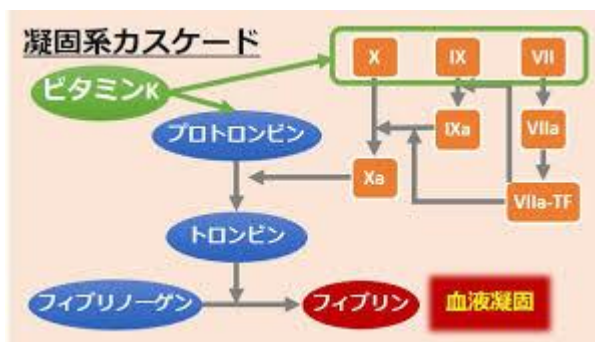 凝固系カスケード
X
IX
VII
ビタミンK
プロトロンビン
IXa
VIIa
Xa
VIIa-TF
トロンビン
フィブリノーゲン
フィブリン
血液凝固